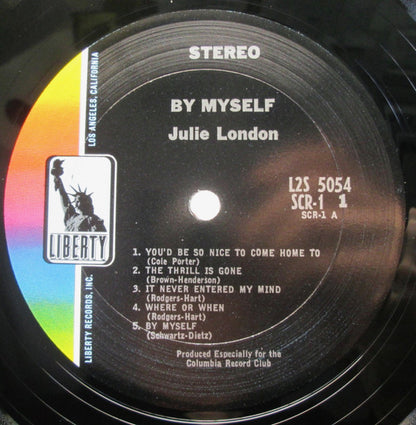 STEREO
BY MYSELF
Julie London
L2S 5054
SCR-1 1
SCR-1 A
LOS ANGELES, CALIFORNIA
LIBERTY
LIBERTY RECORDS, INC.
1. YOU'D BE SO NICE TO COME HOME TO
(Cole Porter)
2. THE THRILL IS GONE
(Brown-Henderson)
3. IT NEVER ENTERED MY MIND
(Rodgers-Hart)
4. WHERE OR WHEN
(Rodgers-Hart)
5. BY MYSELF
(Schwartz-Dietz)
Produced Especially for the
Columbia Record Club